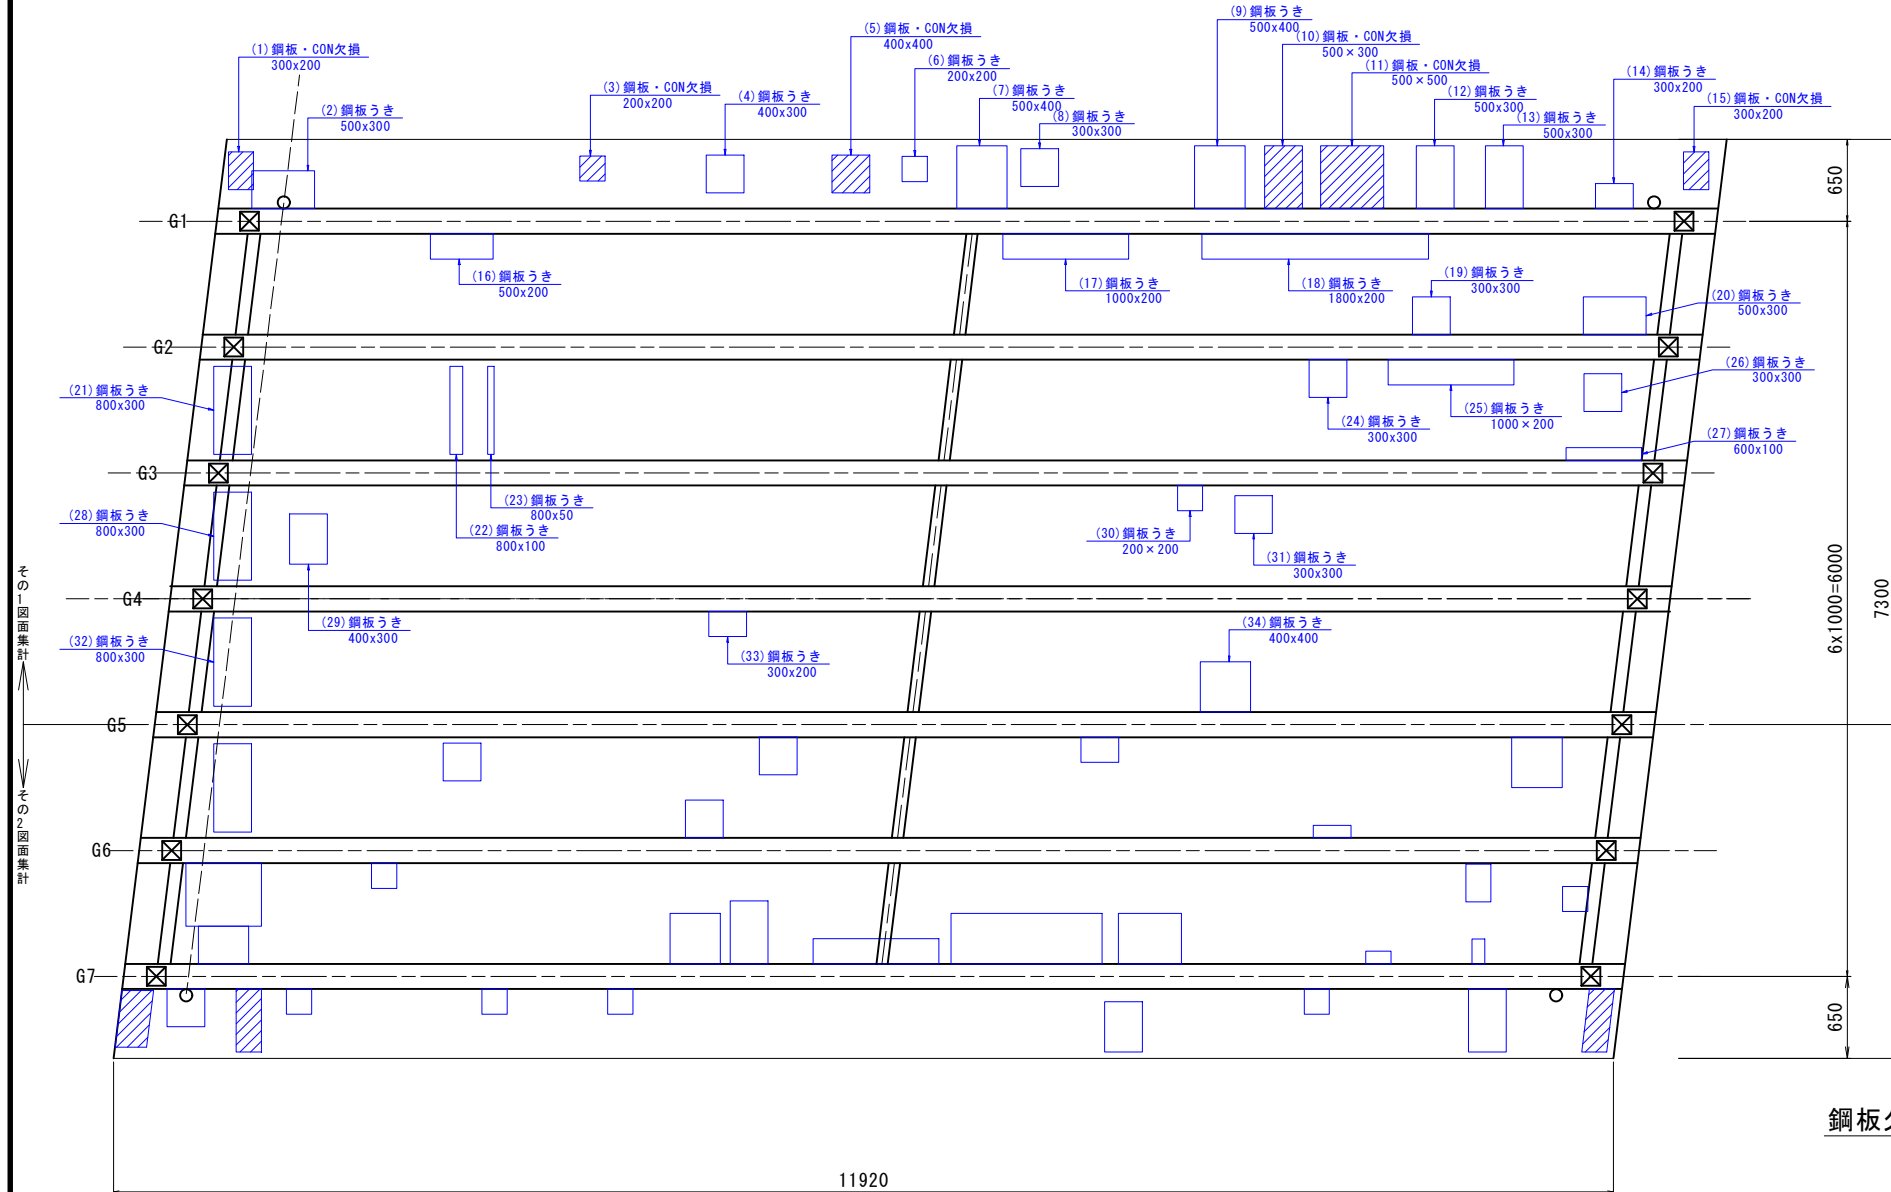 (1)鋼板・CON欠損
300x200
(2)鋼板うき
500x300
(3)鋼板・CON欠損
200x200
(4)鋼板うき
400x300
(5)鋼板・CON欠損
400x400
(6)鋼板うき
200x200
(7)鋼板うき
500x400
(8)鋼板うき
300x300
(9)鋼板うき
500x400
(10)鋼板・CON欠損
500×300
(11)鋼板・CON欠損
500×500
(12)鋼板うき
500x300
(13)鋼板うき
500x300
(14)鋼板うき
300x200
(15)鋼板・CON欠損
300x200
650
G1
(16)鋼板うき
500x200
(17)鋼板うき
1000x200
(18)鋼板うき
1800x200
(19)鋼板うき
300x300
(20)鋼板うき
500x300
G2
(21)鋼板うき
800x300
(22)鋼板うき
800x100
(23)鋼板うき
800x50
(24)鋼板うき
300x300
(25)鋼板うき
1000×200
(26)鋼板うき
300x300
(27)鋼板うき
600x100
G3
(28)鋼板うき
800x300
(29)鋼板うき
400x300
(30)鋼板うき
200×200
(31)鋼板うき
300x300
G4
(32)鋼板うき
800x300
(33)鋼板うき
300x200
(34)鋼板うき
400x400
6x1000=6000
7300
その1図面集計
G5
その2図面集計
G6
G7
650
鋼板
11920